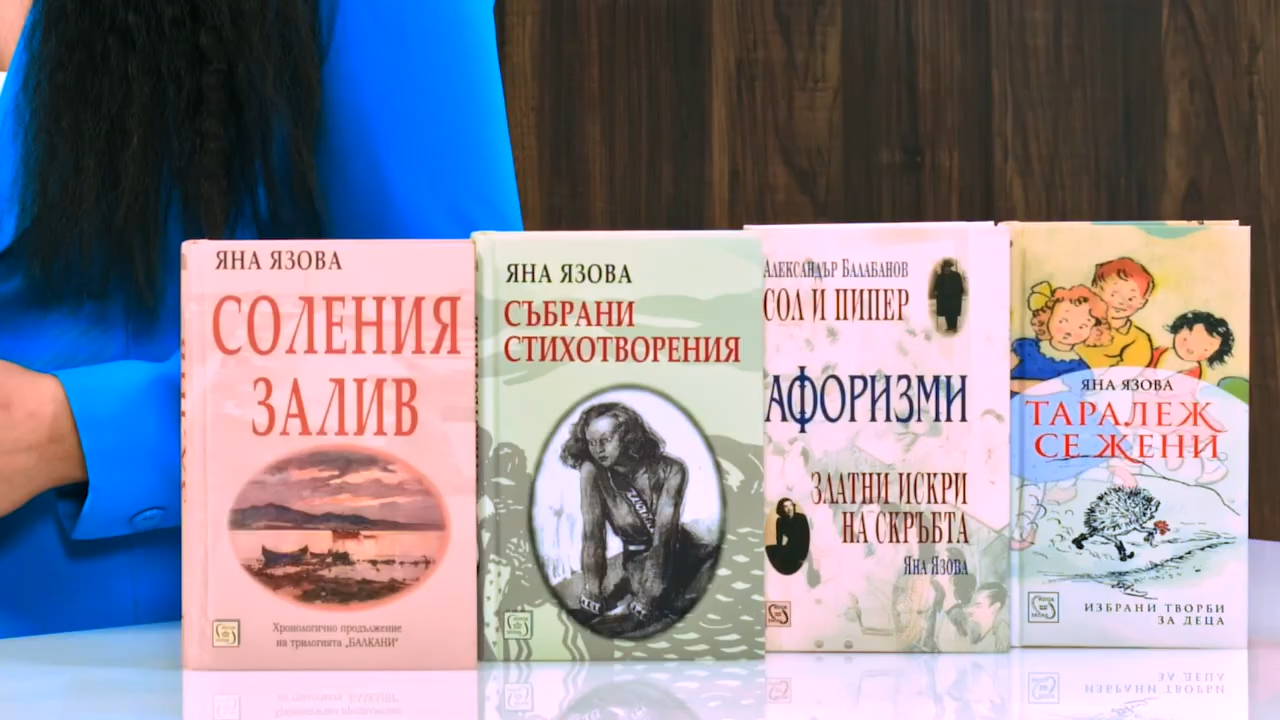 ЯНА ЯЗОВА
СОЛЕНИЯ
ЗАЛИВ
Хронологично продължение
на трилогията „БАЛКАНИ“
ЯНА ЯЗОВА
СЪБРАНИ
СТИХОТВОРЕНИЯ
АЛЕКСАНДЪР БАЛАБАНОВ
СОЛ И ПИПЕР
АФОРИЗМИ
ЗЛАТНИ ИСКРИ
НА СКРЪБТА
ЯНА ЯЗОВА
ЯНА ЯЗОВА
ТАРАЛЕЖ
СЕ ЖЕНИ
ИЗБРАНИ ТВОРБИ
ЗА ДЕЦА